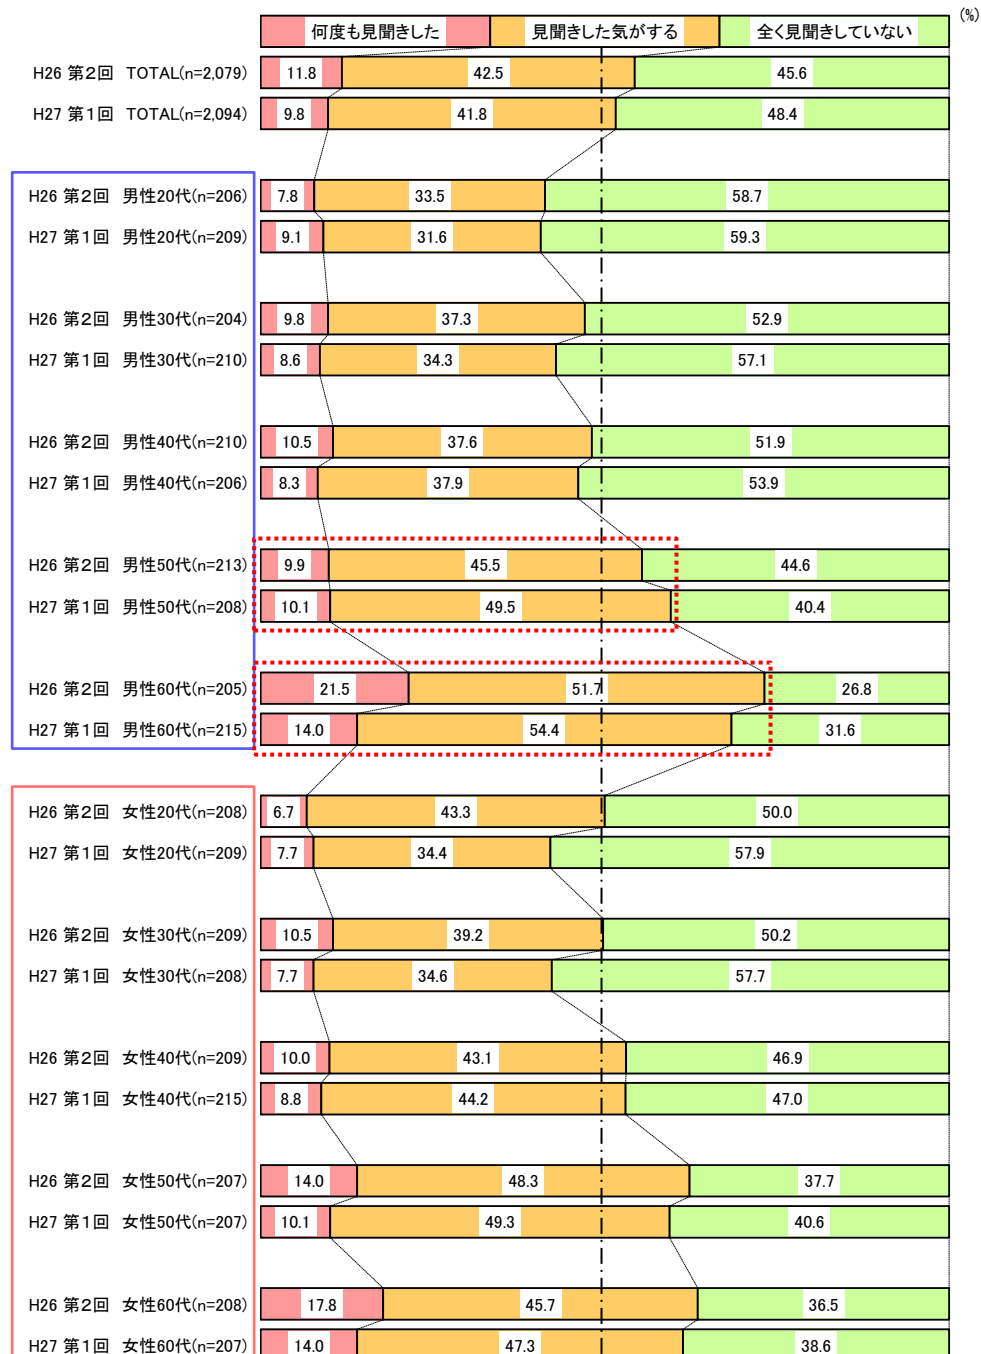 (%)
何度も見聞きした 見聞きした気がする 全く見聞きしていない
H26 第2回 TOTAL(n=2,079) 11.8 42.5 45.6
H27 第1回 TOTAL(n=2,094) 9.8 41.8 48.4
H26 第2回 男性20代(n=206) 7.8 33.5 58.7
H27 第1回 男性20代(n=209) 9.1 31.6 59.3
H26 第2回 男性30代(n=204) 9.8 37.3 52.9
H27 第1回 男性30代(n=210) 8.6 34.3 57.1
H26 第2回 男性40代(n=210) 10.5 37.6 51.9
H27 第1回 男性40代(n=206) 8.3 37.9 53.9
H26 第2回 男性50代(n=213) 9.9 45.5 44.6
H27 第1回 男性50代(n=208) 10.1 49.5 40.4
H26 第2回 男性60代(n=205) 21.5 51.7 26.8
H27 第1回 男性60代(n=215) 14.0 54.4 31.6
H26 第2回 女性20代(n=208) 6.7 43.3 50.0
H27 第1回 女性20代(n=209) 7.7 34.4 57.9
H26 第2回 女性30代(n=209) 10.5 39.2 50.2
H27 第1回 女性30代(n=208) 7.7 34.6 57.7
H26 第2回 女性40代(n=209) 10.0 43.1 46.9
H27 第1回 女性40代(n=215) 8.8 44.2 47.0
H26 第2回 女性50代(n=207) 14.0 48.3 37.7
H27 第1回 女性50代(n=207) 10.1 49.3 40.6
H26 第2回 女性60代(n=208) 17.8 45.7 36.5
H27 第1回 女性60代(n=207) 14.0 47.3 38.6